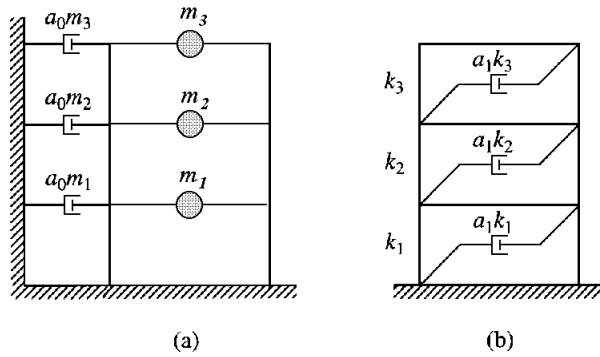 a₀m₃
m₃
a₀m₂
m₂
a₀m₁
m₁
(a)
k₃
a₁k₃
k₂
a₁k₂
k₁
a₁k₁
(b)